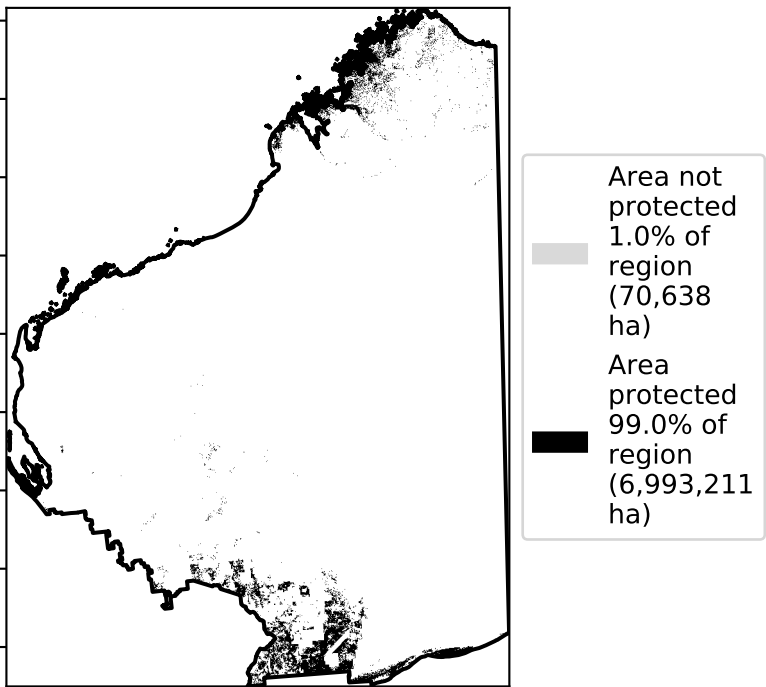 Area not
protected
1.0% of
region
(70,638
ha)
Area
protected
99.0% of
region
(6,993,211
ha)